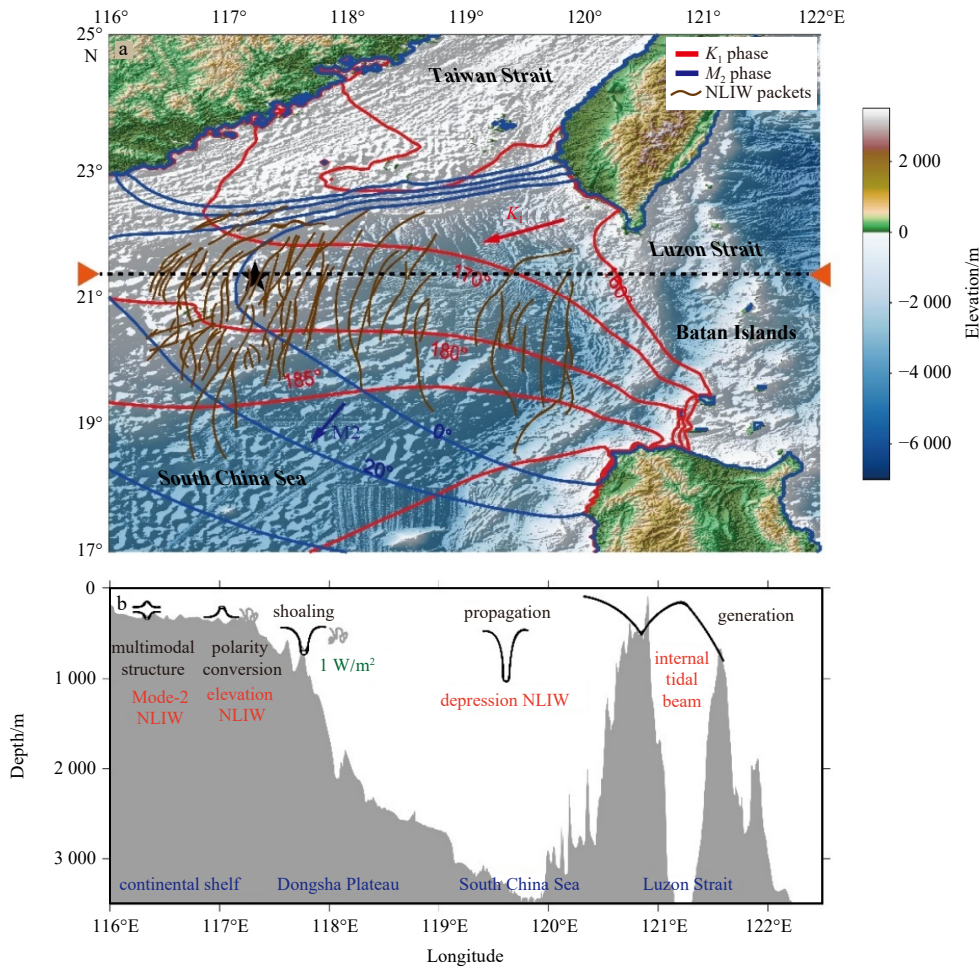 116° 117° 118° 119° 120° 121° 122°E
25°
N
23°
21°
19°
17°
a
K₁ phase
M₂ phase
NLIW packets
Taiwan Strait
K₁
Luzon Strait
170°
Batan Islands
180°
185°
M2
0°
20°
South China Sea
2 000
0
−2 000
−4 000
−6 000
Elevation/m
b
0
1 000
2 000
3 000
Depth/m
shoaling
propagation
generation
multimodal
structure
polarity
conversion
1 W/m²
internal
tidal
beam
Mode-2
NLIW
elevation
NLIW
depression NLIW
continental shelf
Dongsha Plateau
South China Sea
Luzon Strait
116°E 117°E 118°E 119°E 120°E 121°E 122°E
Longitude